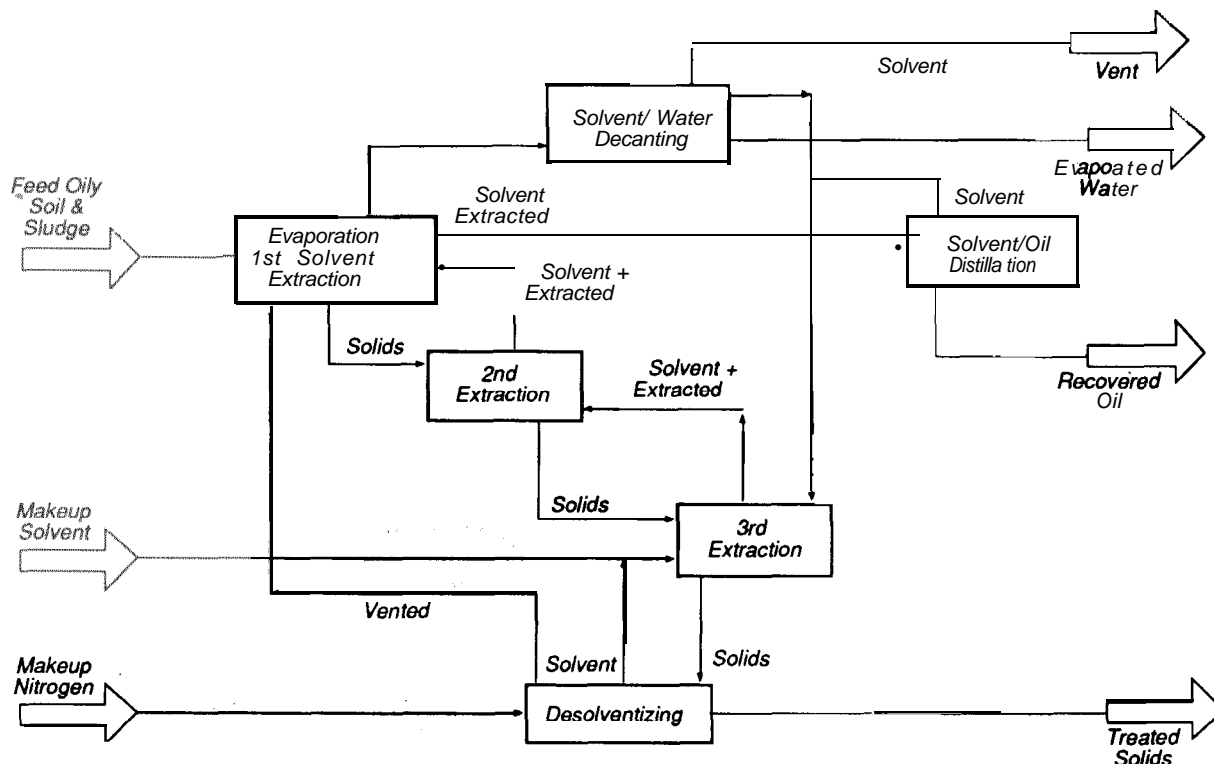 Solvent
Vent
Solvent/ Water
Decanting
Evapoated
Water
Feed Oily
Soil &
Sludge
Solvent
Extracted
Solvent
Evaporation
1st Solvent
Extraction
Solvent/Oil
Distilla tion
Solvent +
Extracted
Solids
2nd
Extraction
Solvent +
Extracted
Recovered
Oil
Makeup
Solvent
Solids
3rd
Extraction
Vented
Makeup
Nitrogen
Solvent
Solids
Desolventizing
Treated
Solids